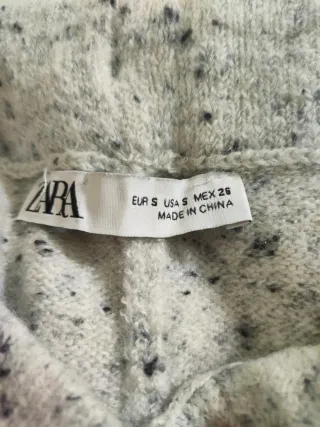 ZARA
EUR S USA S MEX 26
MADE IN CHINA